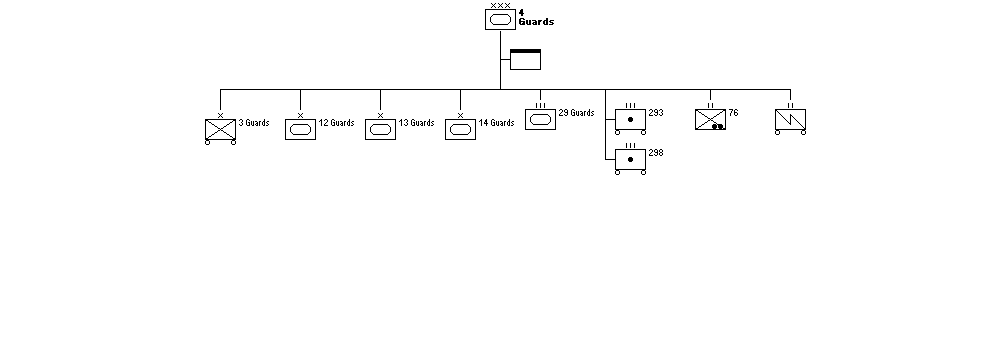 XXX
4
Guards
X
3 Guards
X
12 Guards
X
13 Guards
X
14 Guards
III
29 Guards
III
293
II
76
II
III
298